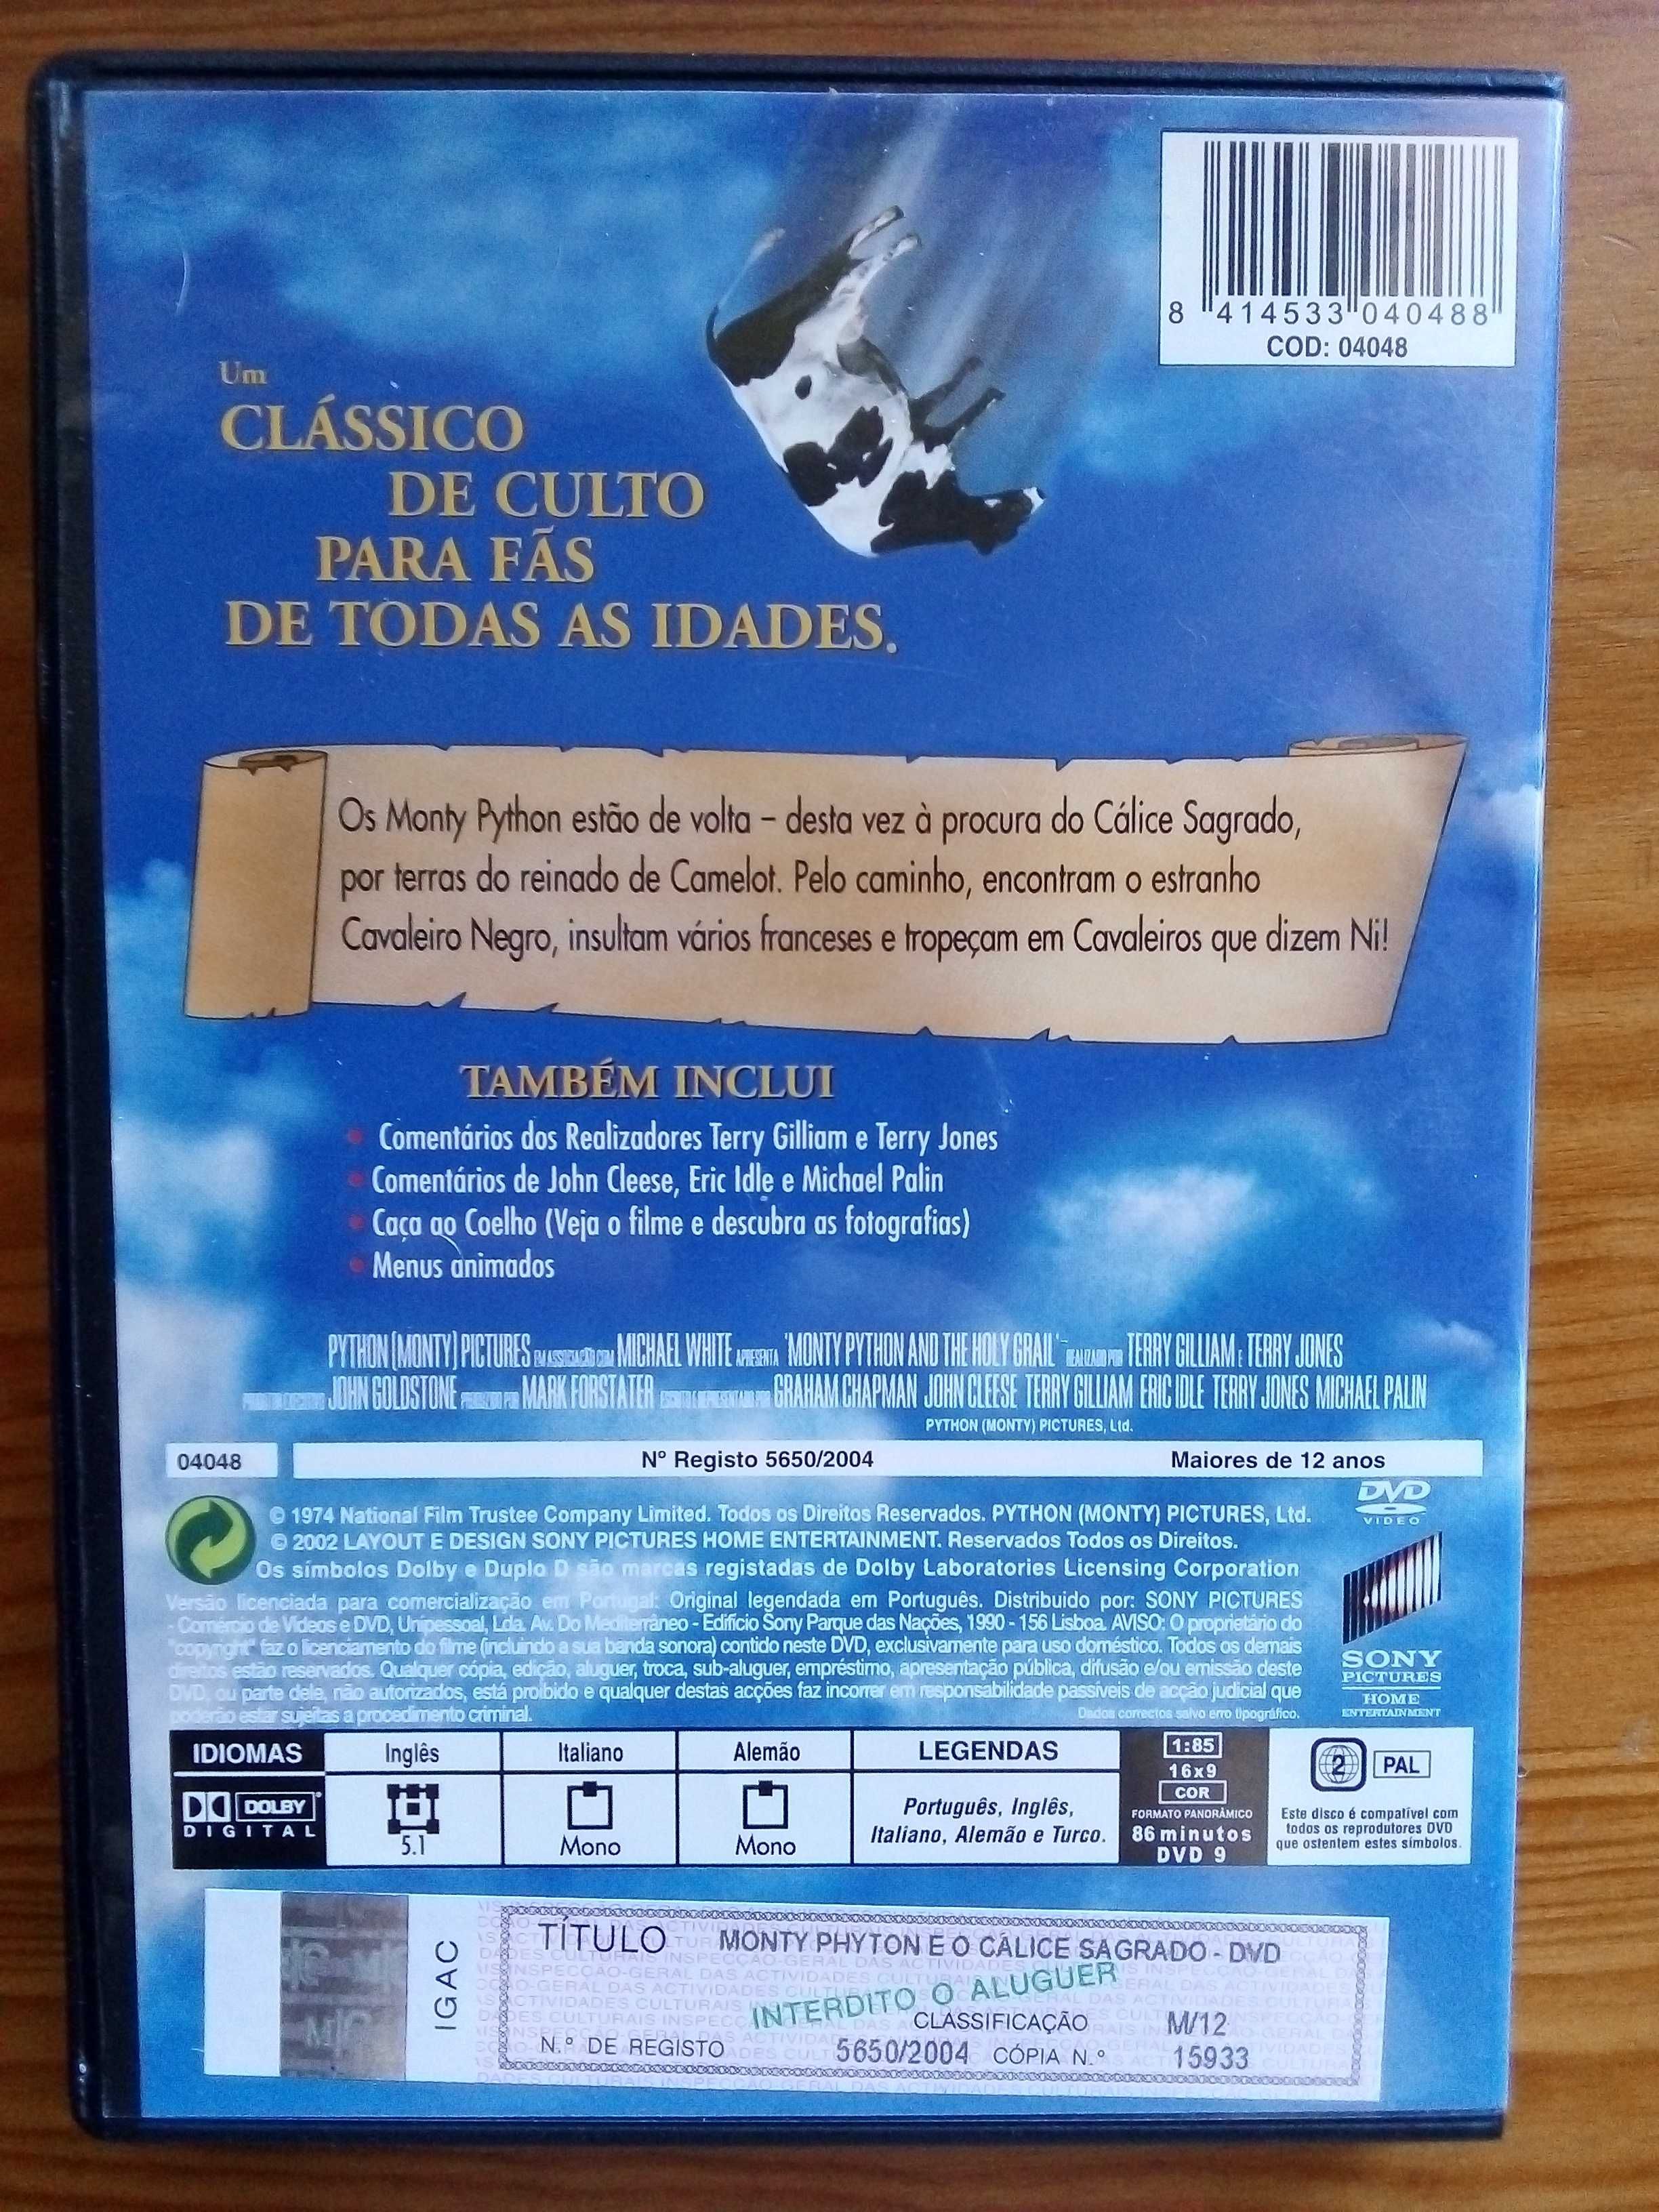 8 414533 040488
COD: 04048
Um
CLÁSSICO
DE CULTO
PARA FÃS
DE TODAS AS IDADES.
Os Monty Python estão de volta – desta vez à procura do Cálice Sagrado,
por terras do reinado de Camelot. Pelo caminho, encontram o estranho
Cavaleiro Negro, insultam vários franceses e tropeçam em Cavaleiros que dizem Ni!
TAMBÉM INCLUI
• Comentários dos Realizadores Terry Gilliam e Terry Jones
• Comentários de John Cleese, Eric Idle e Michael Palin
• Caça ao Coelho (Veja o filme e descubra as fotografias)
• Menus animados
PYTHON (MONTY) PICTURES EM ASSOCIAÇÃO COM MICHAEL WHITE APRESENTA 'MONTY PYTHON AND THE HOLY GRAIL' REALIZADO POR TERRY GILLIAM E TERRY JONES
PRODUTOR EXECUTIVO JOHN GOLDSTONE PRODUZIDO POR MARK FORSTATER ESCRITO E REPRESENTADO POR GRAHAM CHAPMAN JOHN CLEESE TERRY GILLIAM ERIC IDLE TERRY JONES MICHAEL PALIN
PYTHON (MONTY) PICTURES, Ltd.
04048 Nº Registo 5650/2004 Maiores de 12 anos
DVD
VIDEO
© 1974 National Film Trustee Company Limited. Todos os Direitos Reservados. PYTHON (MONTY) PICTURES, Ltd.
© 2002 LAYOUT E DESIGN SONY PICTURES HOME ENTERTAINMENT. Reservados Todos os Direitos.
Os símbolos Dolby e Duplo D são marcas registadas de Dolby Laboratories Licensing Corporation
Versão licenciada para comercialização em Portugal: Original legendada em Português. Distribuido por: SONY PICTURES
- Comércio de Vídeos e DVD, Unipessoal, Lda. Av. Do Mediterrâneo - Edifício Sony Parque das Nações, 1990 - 156 Lisboa. AVISO: O proprietário do
"copyright" faz o licenciamento do filme (incluindo a sua banda sonora) contido neste DVD, exclusivamente para uso doméstico. Todos os demais
direitos estão reservados. Qualquer cópia, edição, aluguer, troca, sub-aluguer, empréstimo, apresentação pública, difusão e/ou emissão deste
DVD, ou parte dele, não autorizados, está proibido e qualquer destas acções faz incorrer em responsabilidade passíveis de acção judicial que
poderão estar sujeitas a procedimento criminal.
Dados correctos salvo erro tipográfico.
SONY
PICTURES
HOME
ENTERTAINMENT
IDIOMAS Inglês Italiano Alemão LEGENDAS
DOLBY
DIGITAL
5.1 Mono Mono
Português, Inglês,
Italiano, Alemão e Turco.
1:85
16x9
COR
FORMATO PANORÂMICO
86 minutos
DVD 9
2 PAL
Este disco é compatível com
todos os reprodutores DVD
que ostentem estes símbolos.
IGAC
TÍTULO MONTY PHYTON E O CÁLICE SAGRADO - DVD
INTERDITO O ALUGUER
CLASSIFICAÇÃO M/12
N.º DE REGISTO 5650/2004 CÓPIA N.º 15933